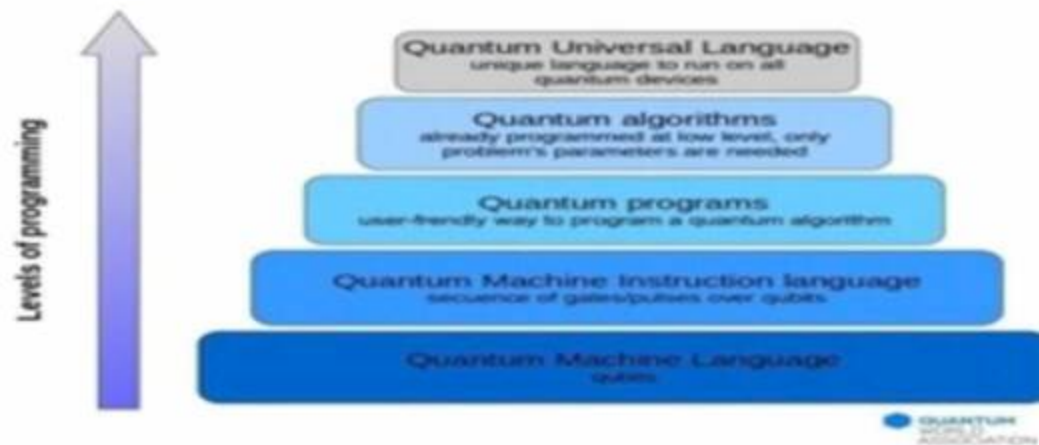 Levels of programming
Quantum Universal Language
unique language to run on all
quantum devices
Quantum algorithms
already programmed at low level, only
problem's parameters are needed
Quantum programs
user-friendly way to program a quantum algorithm
Quantum Machine Instruction language
secuence of gates/pulses over qubits
Quantum Machine Language
qubits
QUANTUM
WORLD
ASSOCIATION